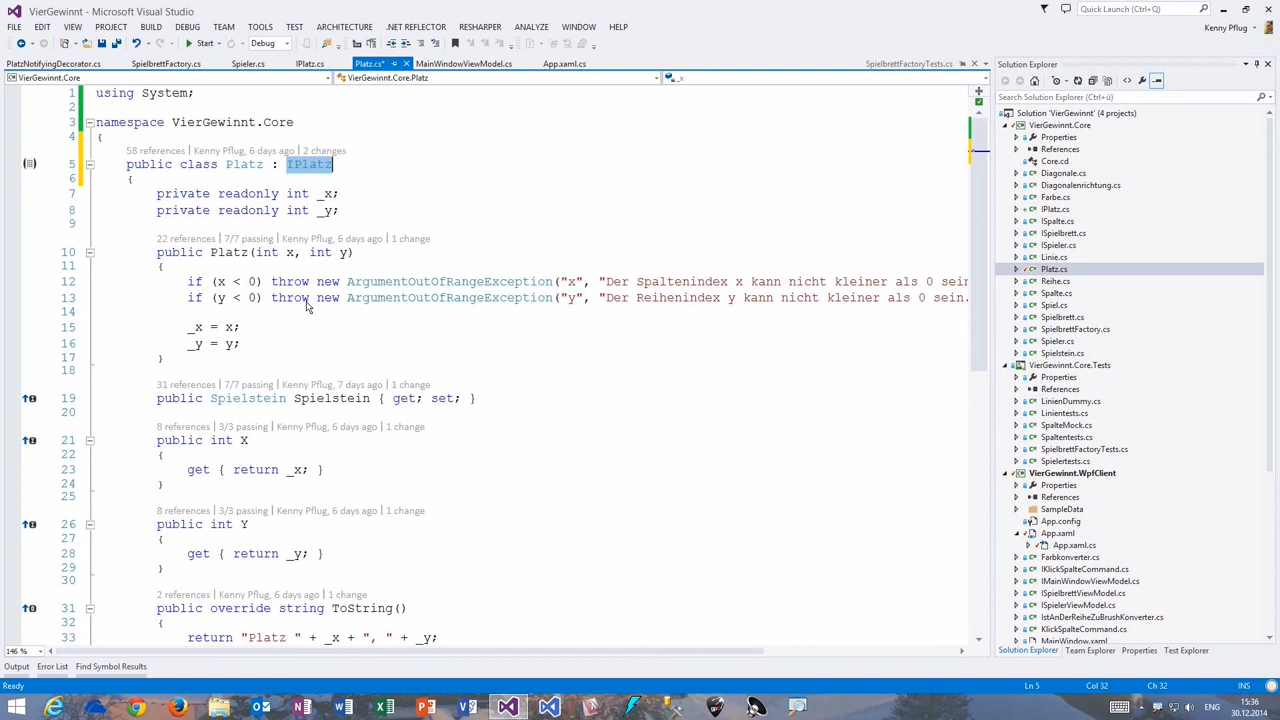 VierGewinnt - Microsoft Visual Studio
Quick Launch (Ctrl+Q)
FILE EDIT VIEW PROJECT BUILD DEBUG TEAM TOOLS TEST ARCHITECTURE .NET REFLECTOR RESHARPER ANALYZE WINDOW HELP
Kenny Pflug
Start
Debug
PlatzNotifyingDecorator.cs SpielbrettFactory.cs Spieler.cs IPlatz.cs Platz.cs* MainWindowViewModel.cs App.xaml.cs SpielbrettFactoryTests.cs
VierGewinnt.Core VierGewinnt.Core.Platz _x
1 using System;
2
3 namespace VierGewinnt.Core
4 {
58 references | Kenny Pflug, 6 days ago | 2 changes
5 public class Platz : IPlatz
6 {
7 private readonly int _x;
8 private readonly int _y;
9
22 references | 7/7 passing | Kenny Pflug, 6 days ago | 1 change
10 public Platz(int x, int y)
11 {
12 if (x < 0) throw new ArgumentOutOfRangeException("x", "Der Spaltenindex x kann nicht kleiner als 0 sein
13 if (y < 0) throw new ArgumentOutOfRangeException("y", "Der Reihenindex y kann nicht kleiner als 0 sein.
14
15 _x = x;
16 _y = y;
17 }
18
31 references | 7/7 passing | Kenny Pflug, 7 days ago | 1 change
19 public Spielstein Spielstein { get; set; }
20
8 references | 3/3 passing | Kenny Pflug, 6 days ago | 1 change
21 public int X
22 {
23 get { return _x; }
24 }
25
8 references | 3/3 passing | Kenny Pflug, 6 days ago | 1 change
26 public int Y
27 {
28 get { return _y; }
29 }
30
2 references | Kenny Pflug, 6 days ago | 1 change
31 public override string ToString()
32 {
33 return "Platz " + _x + ", " + _y;
146 %
Output Error List Find Symbol Results
Solution Explorer
Search Solution Explorer (Ctrl+ü)
Solution 'VierGewinnt' (4 projects)
VierGewinnt.Core
Properties
References
Core.cd
Diagonale.cs
Diagonalenrichtung.cs
Farbe.cs
IPlatz.cs
ISpalte.cs
ISpielbrett.cs
ISpieler.cs
Linie.cs
Platz.cs
Reihe.cs
Spalte.cs
Spiel.cs
Spielbrett.cs
SpielbrettFactory.cs
Spieler.cs
Spielstein.cs
VierGewinnt.Core.Tests
Properties
References
LinienDummy.cs
Linientests.cs
SpalteMock.cs
Spaltentests.cs
SpielbrettFactoryTests.cs
Spielertests.cs
VierGewinnt.WpfClient
Properties
References
SampleData
App.config
App.xaml
App.xaml.cs
Farbkonverter.cs
IKlickSpalteCommand.cs
IMainWindowViewModel.cs
ISpielbrettViewModel.cs
ISpielerViewModel.cs
IstAnDerReiheZuBrushKonverter.cs
KlickSpalteCommand.cs
MainWindow.xaml
Solution Explorer Team Explorer Properties Test Explorer
Ready Ln 5 Col 32 Ch 32 INS
ENG
15:36
30.12.2014